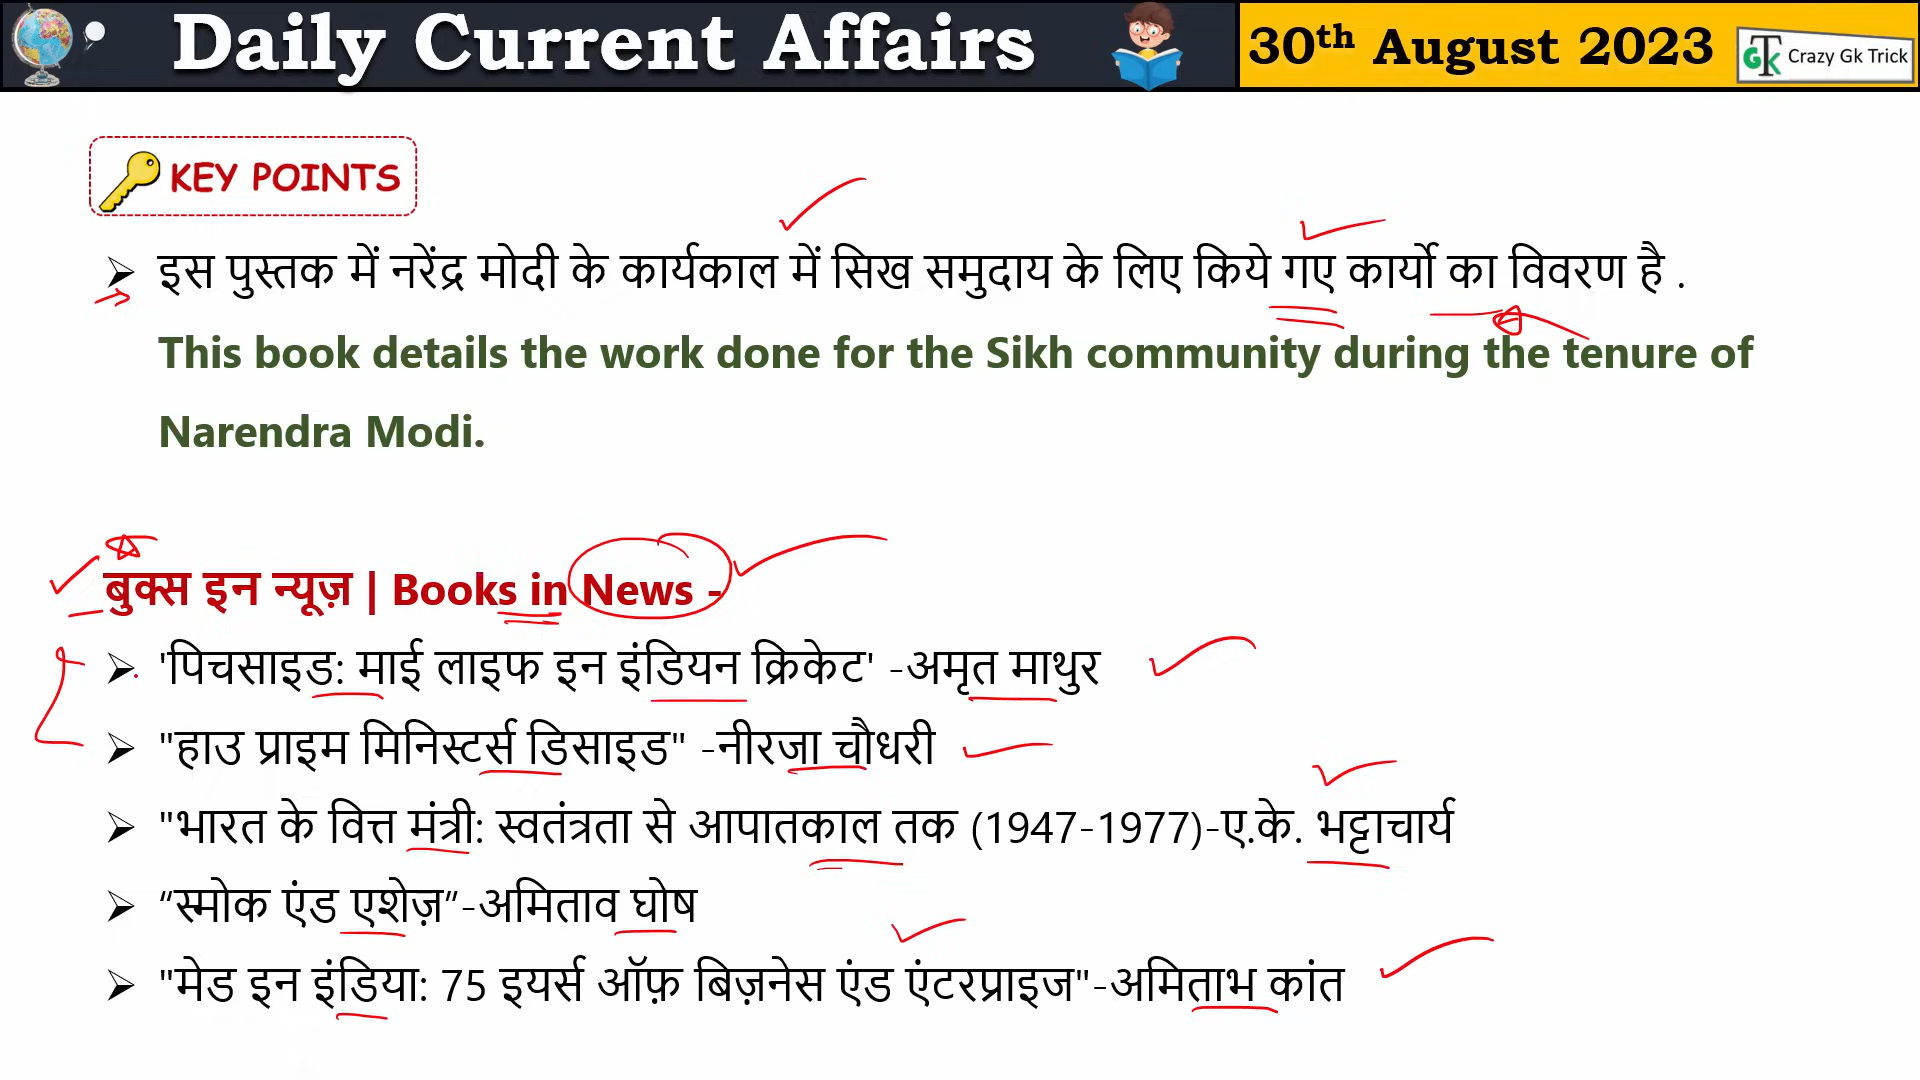 Daily Current Affairs
30th August 2023
GTK Crazy Gk Trick
KEY POINTS
➢ इस पुस्तक में नरेंद्र मोदी के कार्यकाल में सिख समुदाय के लिए किये गए कार्यो का विवरण है .
This book details the work done for the Sikh community during the tenure of
Narendra Modi.
बुक्स इन न्यूज़ | Books in News -
➢ 'पिचसाइड: माई लाइफ इन इंडियन क्रिकेट' -अमृत माथुर
➢ "हाउ प्राइम मिनिस्टर्स डिसाइड" -नीरजा चौधरी
➢ "भारत के वित्त मंत्री: स्वतंत्रता से आपातकाल तक (1947-1977)-ए.के. भट्टाचार्य
➢ “स्मोक एंड एशेज़”-अमिताव घोष
➢ "मेड इन इंडिया: 75 इयर्स ऑफ़ बिज़नेस एंड एंटरप्राइज"-अमिताभ कांत